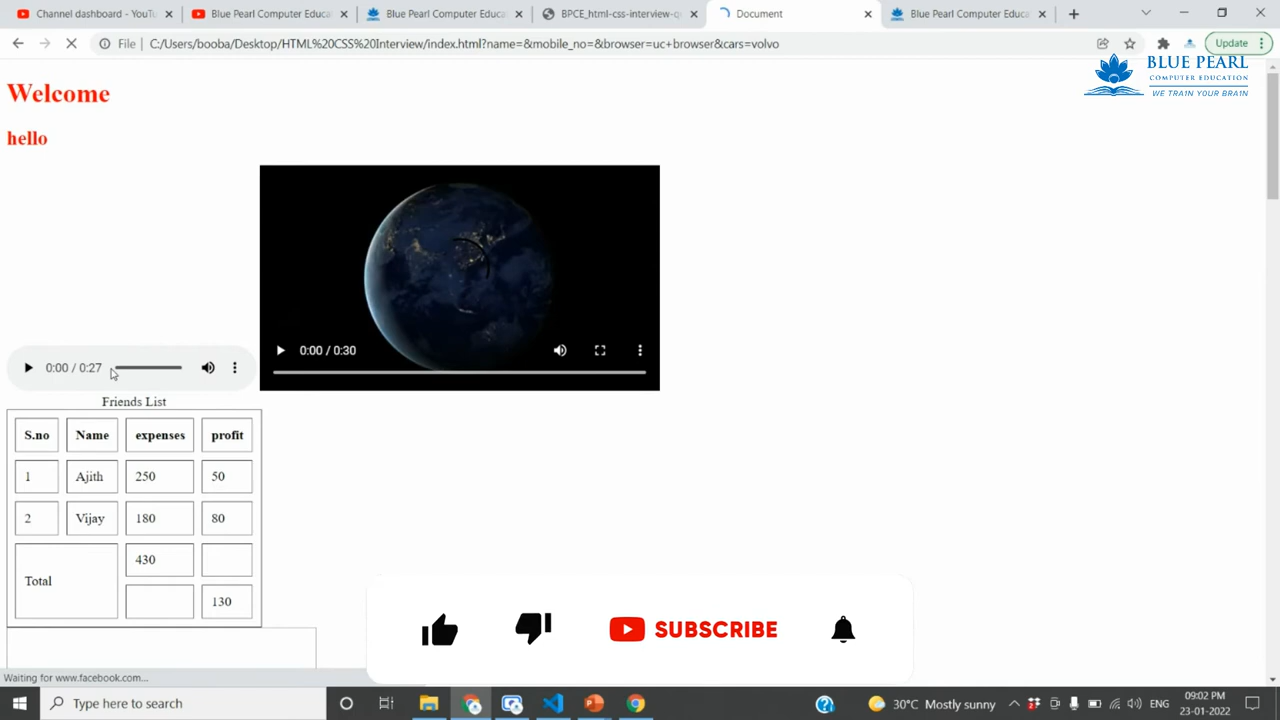 Channel dashboard - YouTu
Blue Pearl Computer Educa
Blue Pearl Computer Educa
BPCE_html-css-interview-q
Document
Blue Pearl Computer Educa
File
C:/Users/booba/Desktop/HTML%20CSS%20Interview/index.html?name=&mobile_no=&browser=uc+browser&cars=volvo
Update
BLUE PEARL
COMPUTER EDUCATION
WE TRAIN YOUR BRAIN
Welcome
hello
0:00 / 0:30
0:00 / 0:27
Friends List
S.no Name expenses profit
1 Ajith 250 50
2 Vijay 180 80
Total 430
130
SUBSCRIBE
Waiting for www.facebook.com...
Type here to search
30°C Mostly sunny
ENG
09:02 PM
23-01-2022